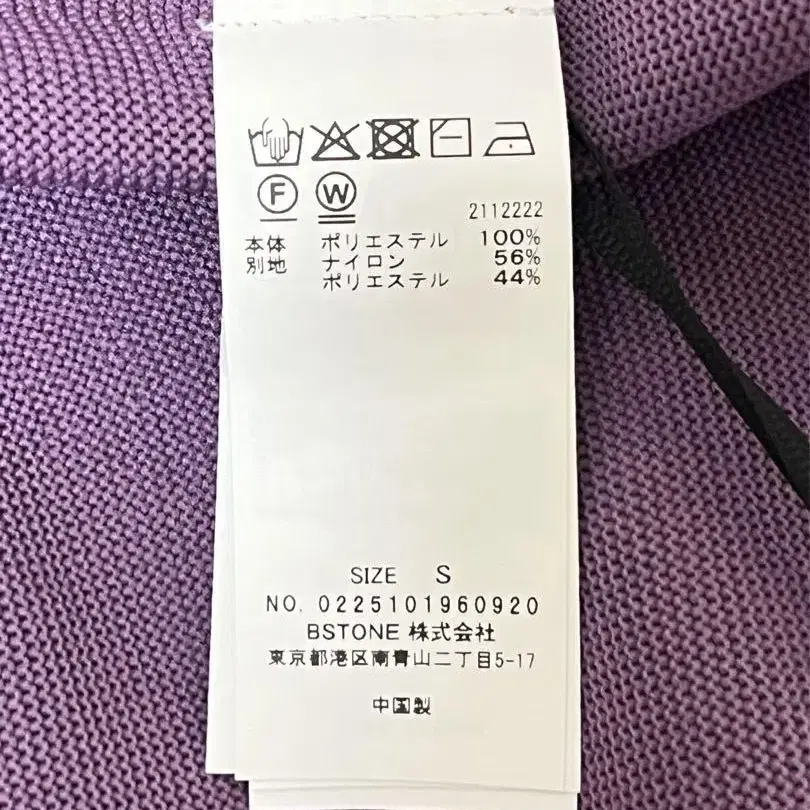 F W
2112222
本体 ポリエステル 100%
別地 ナイロン 56%
ポリエステル 44%
SIZE S
NO. 0225101960920
BSTONE 株式会社
東京都港区南青山二丁目5-17
中国製